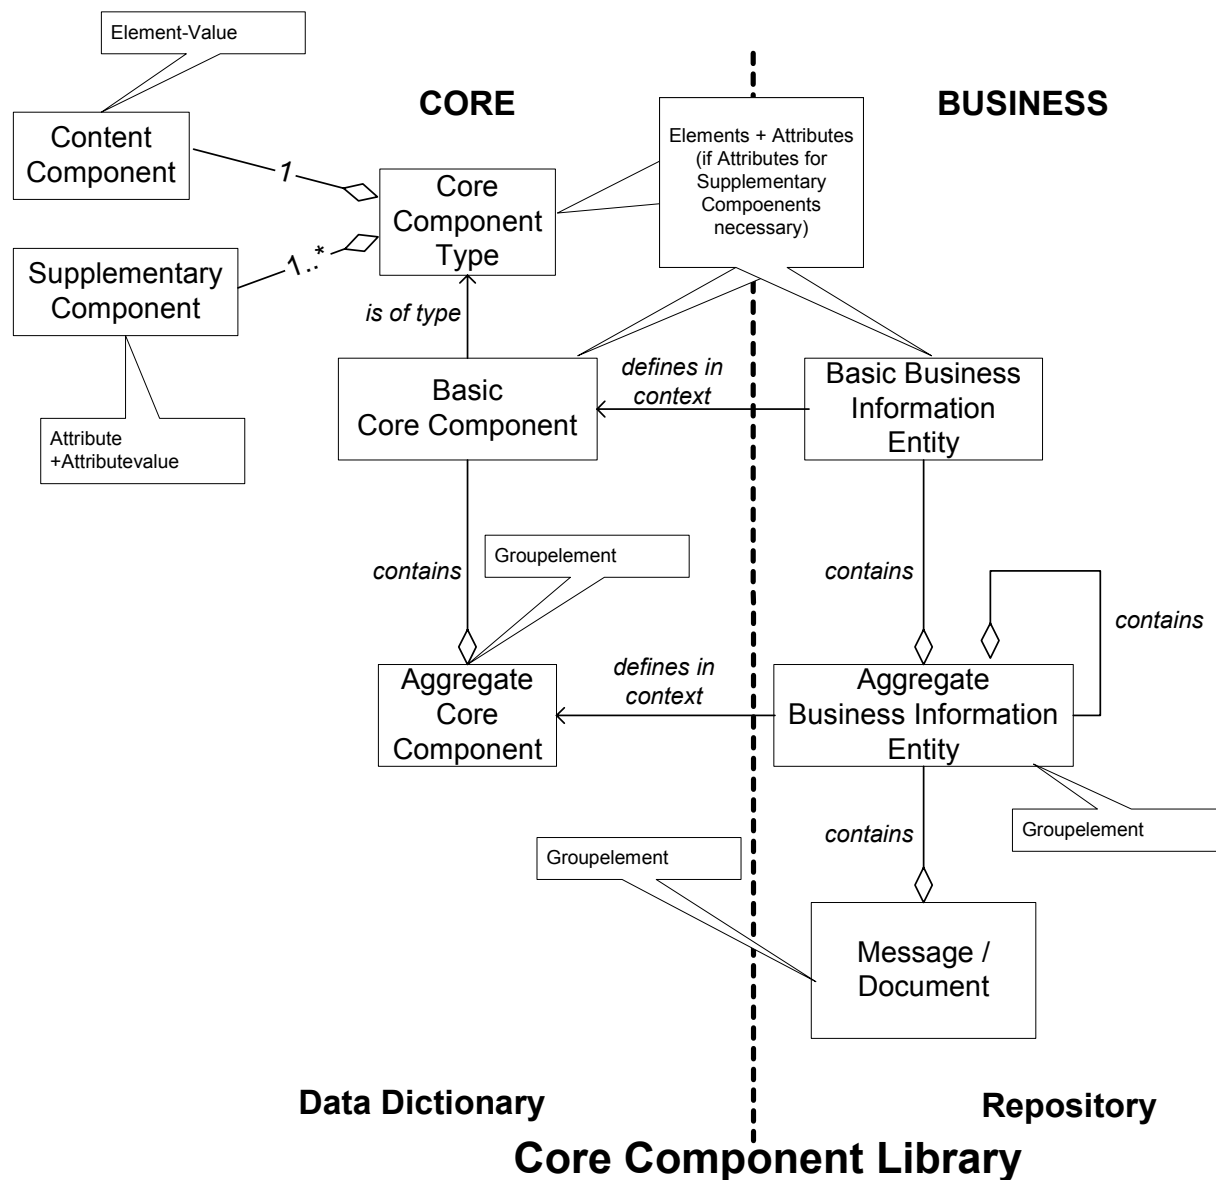 Element-Value
CORE
BUSINESS
Content
Component
1
Core
Component
Type
Elements + Attributes
(if Attributes for
Supplementary
Compoenents
necessary)
Supplementary
Component
1..*
is of type
Attribute
+Attributevalue
Basic
Core Component
defines in
context
Basic Business
Information
Entity
contains
Groupelement
contains
contains
Aggregate
Core
Component
defines in
context
Aggregate
Business Information
Entity
contains
Groupelement
Groupelement
Message /
Document
Data Dictionary
Repository
Core Component Library